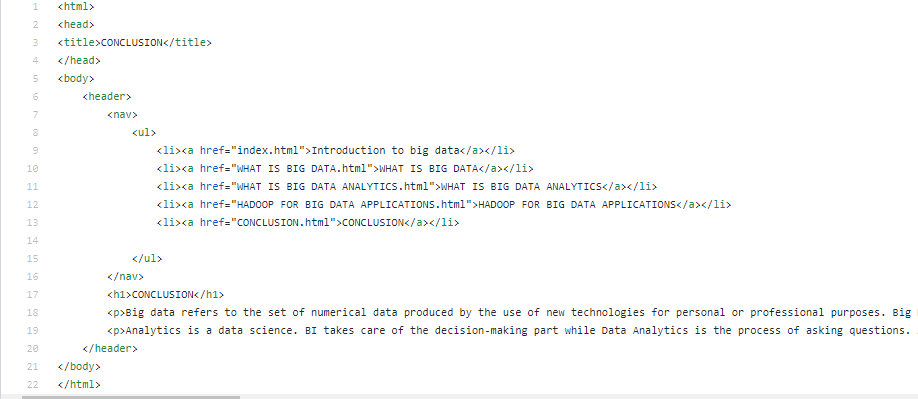 1 <html>
2 <head>
3 <title>CONCLUSION</title>
4 </head>
5 <body>
6 <header>
7 <nav>
8 <ul>
9 <li><a href="index.html">Introduction to big data</a></li>
10 <li><a href="WHAT IS BIG DATA.html">WHAT IS BIG DATA</a></li>
11 <li><a href="WHAT IS BIG DATA ANALYTICS.html">WHAT IS BIG DATA ANALYTICS</a></li>
12 <li><a href="HADOOP FOR BIG DATA APPLICATIONS.html">HADOOP FOR BIG DATA APPLICATIONS</a></li>
13 <li><a href="CONCLUSION.html">CONCLUSION</a></li>
14
15 </ul>
16 </nav>
17 <h1>CONCLUSION</h1>
18 <p>Big data refers to the set of numerical data produced by the use of new technologies for personal or professional purposes. Big
19 <p>Analytics is a data science. BI takes care of the decision-making part while Data Analytics is the process of asking questions.
20 </header>
21 </body>
22 </html>